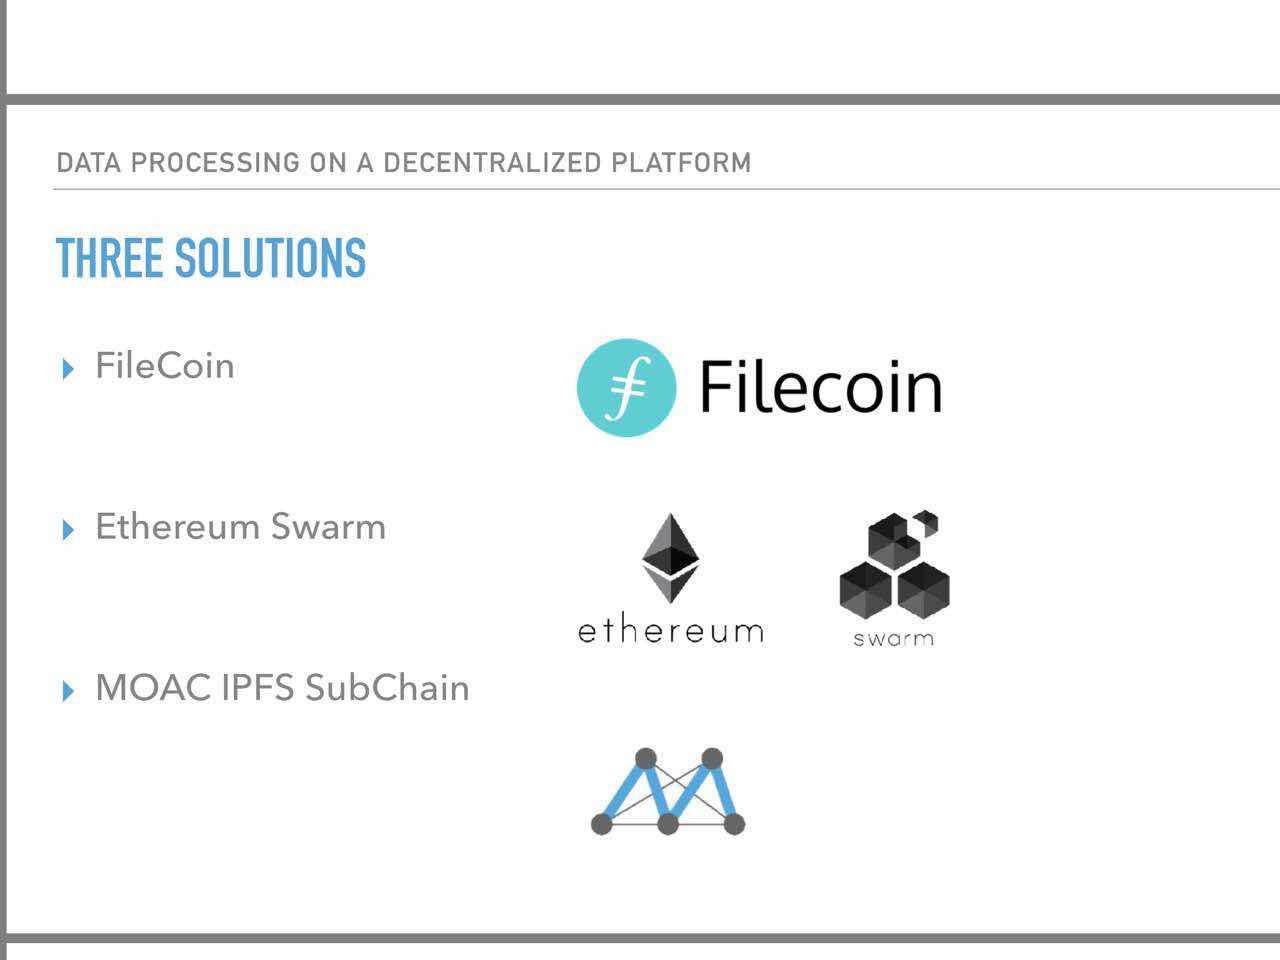 DATA PROCESSING ON A DECENTRALIZED PLATFORM
THREE SOLUTIONS
FileCoin
Filecoin
Ethereum Swarm
ethereum
swarm
MOAC IPFS SubChain